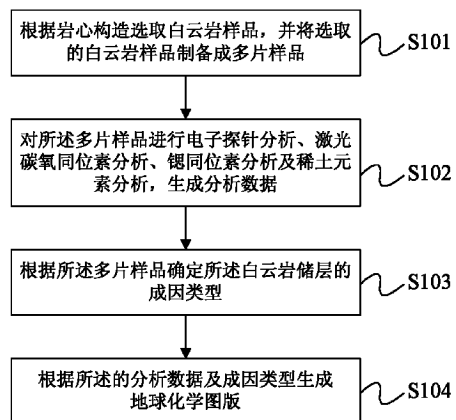 根据岩心构造选取白云岩样品，并将选取
的白云岩样品制备成多片样品
S101
对所述多片样品进行电子探针分析、激光
碳氧同位素分析、锶同位素分析及稀土元
素分析，生成分析数据
S102
根据所述多片样品确定所述白云岩储层的
成因类型
S103
根据所述的分析数据及成因类型生成
地球化学图版
S104